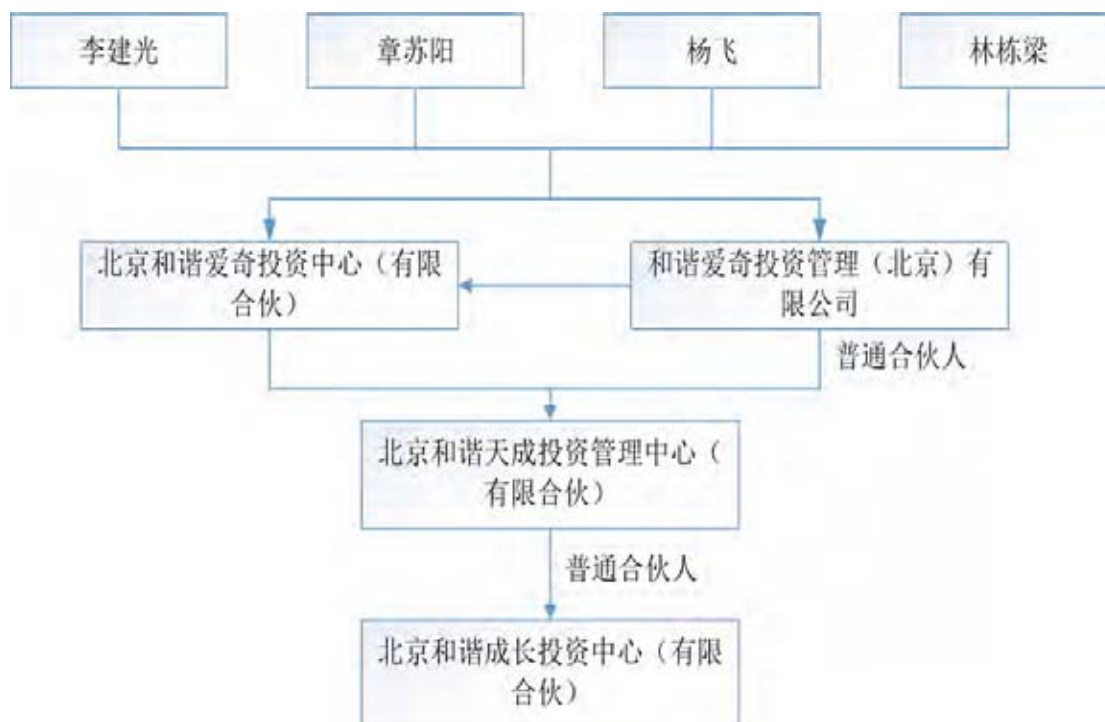 李建光
章苏阳
杨飞
林栋梁
北京和谐爱奇投资中心（有限
合伙）
和谐爱奇投资管理（北京）有
限公司
普通合伙人
北京和谐天成投资管理中心（
有限合伙）
普通合伙人
北京和谐成长投资中心（有限
合伙）